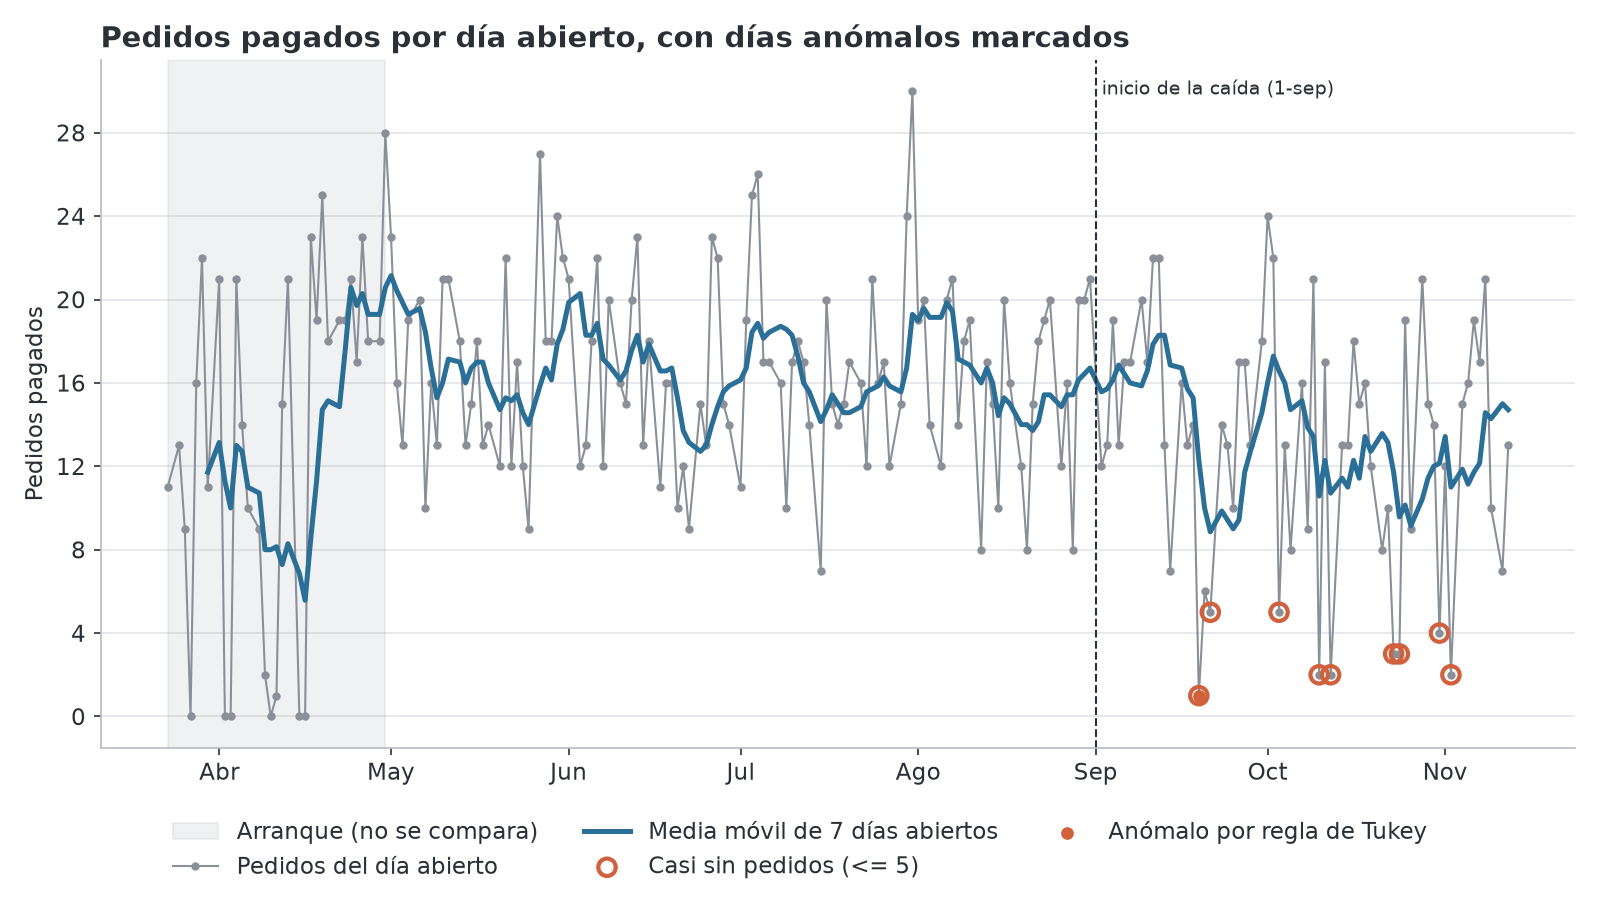 Pedidos pagados por día abierto, con días anómalos marcados
inicio de la caída (1-sep)
Pedidos pagados
28
24
20
16
12
8
4
0
Abr May Jun Jul Ago Sep Oct Nov
Arranque (no se compara)
Pedidos del día abierto
Media móvil de 7 días abiertos
Casi sin pedidos (<= 5)
Anómalo por regla de Tukey